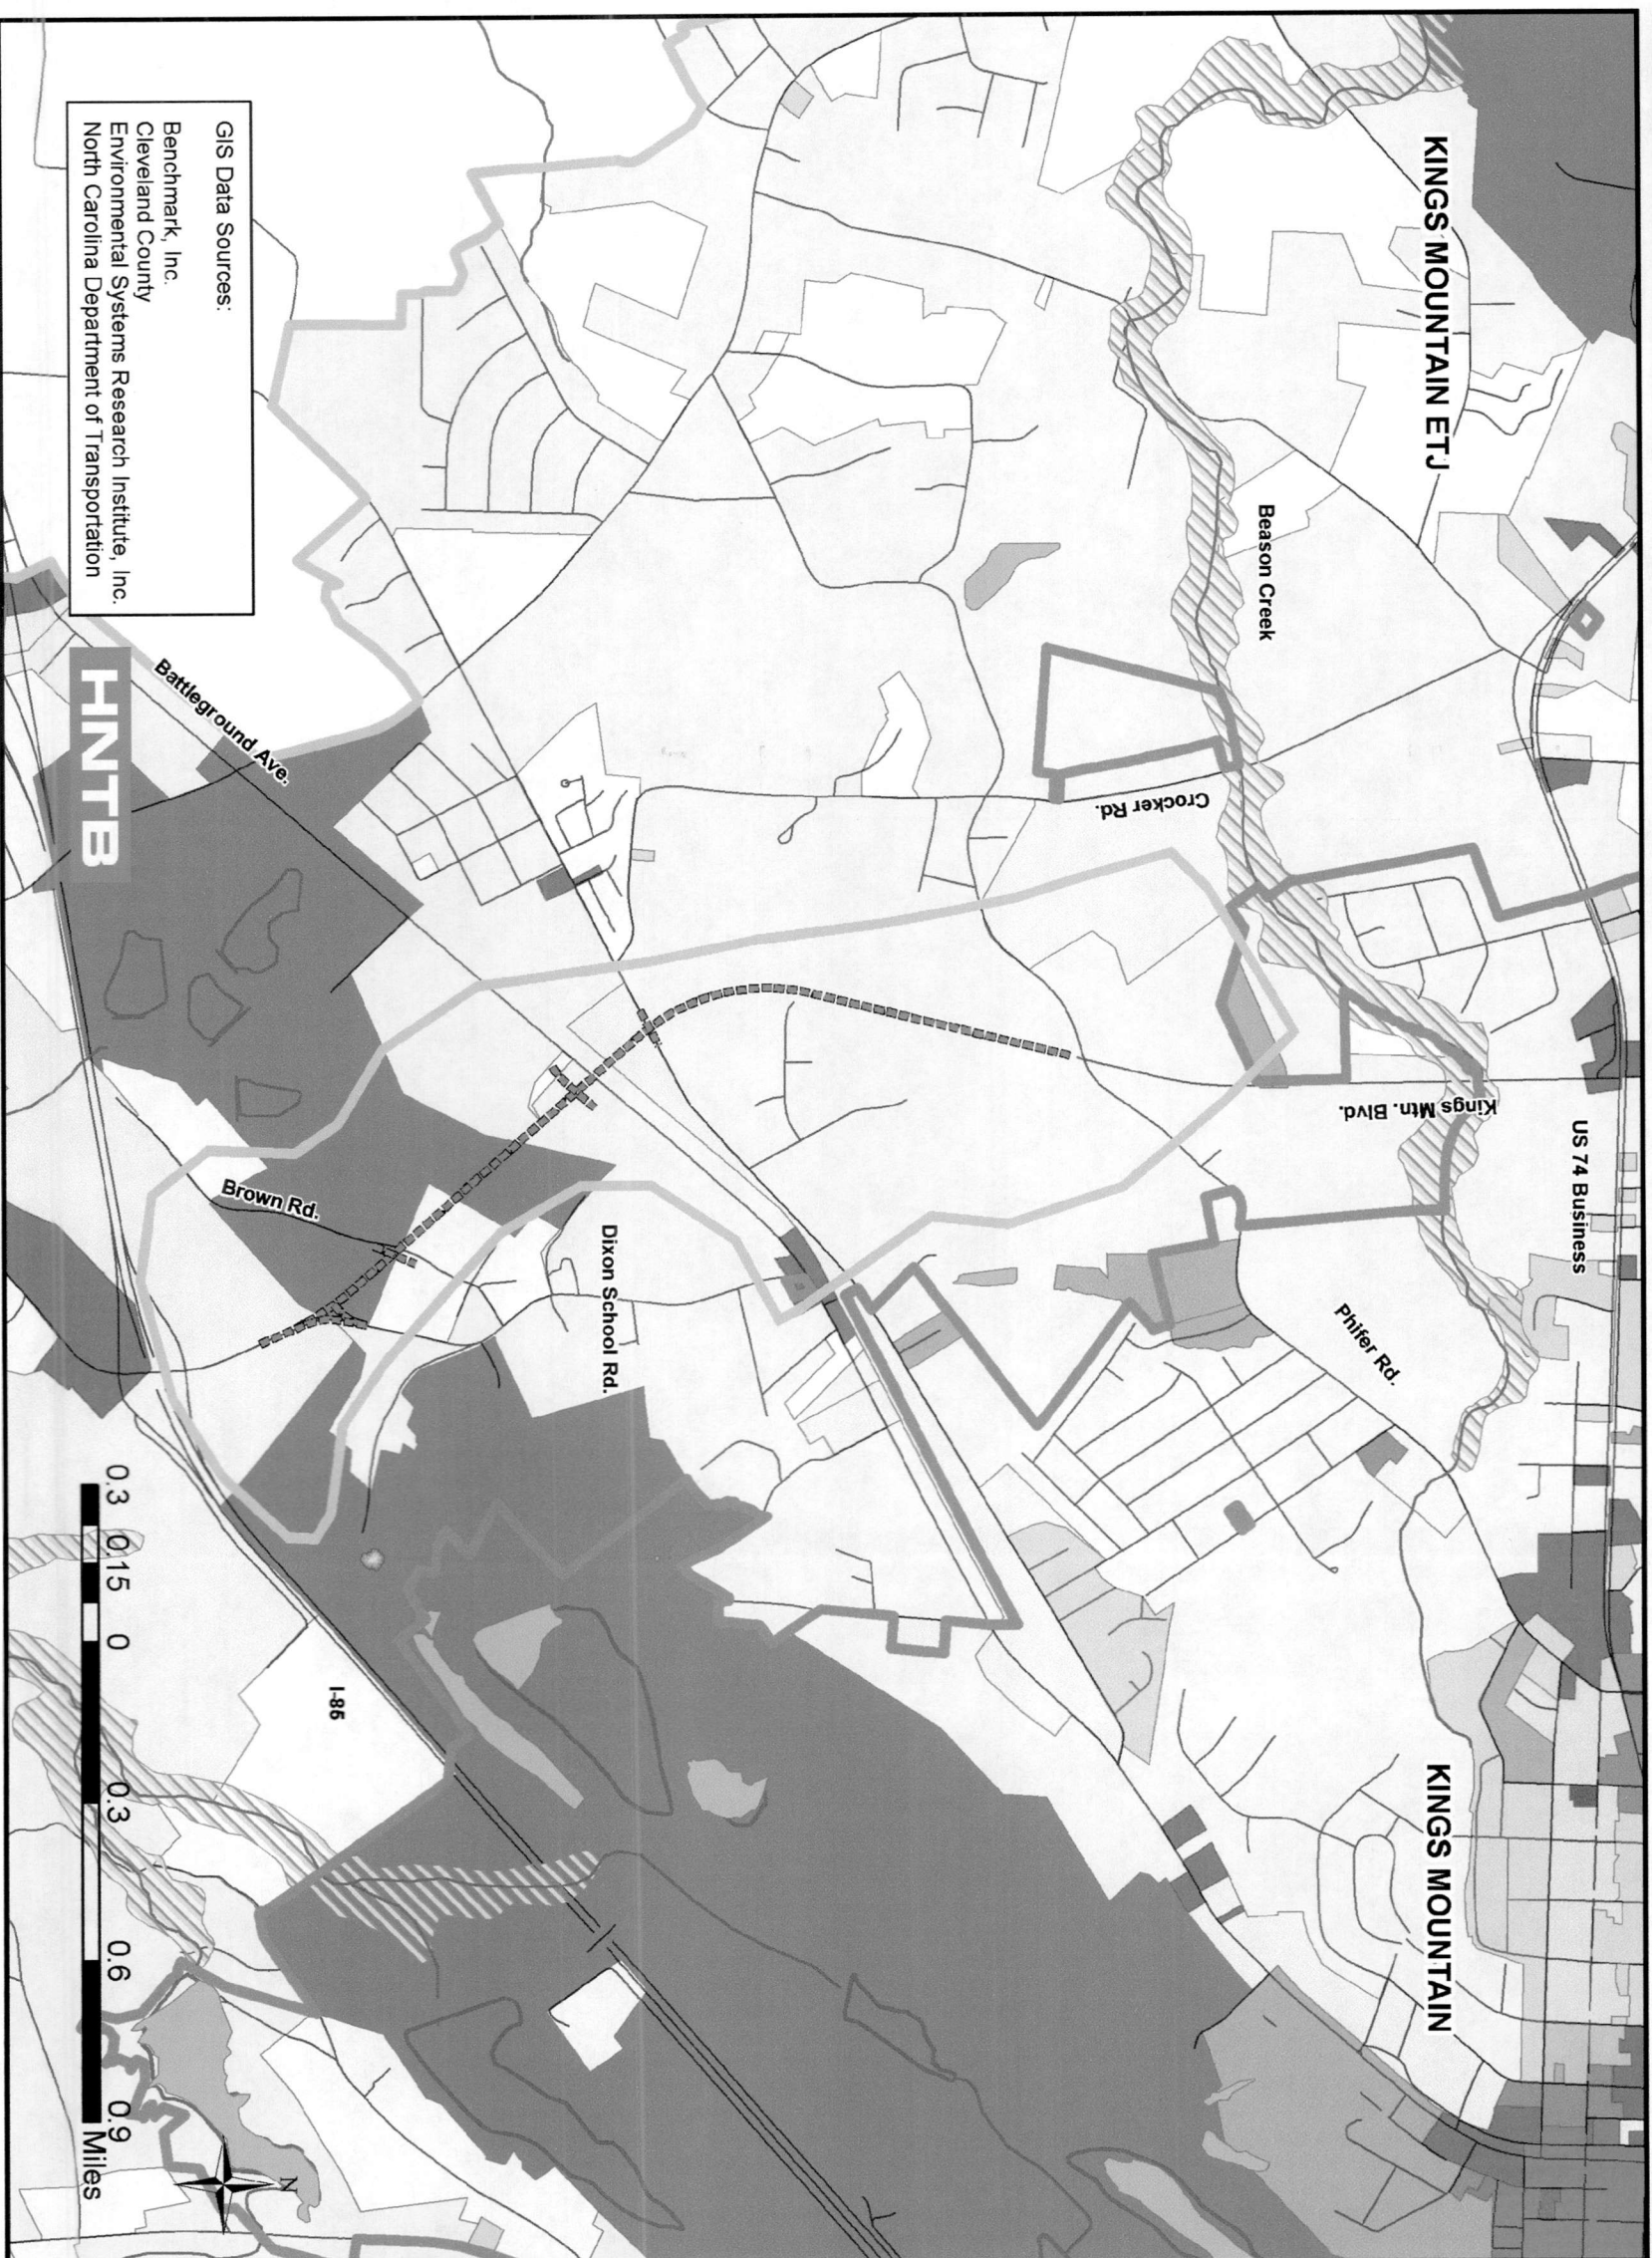 KINGS MOUNTAIN ETJ
KINGS MOUNTAIN
US 74 Business
Beason Creek
Phifer Rd.
Kings Mtn. Blvd.
Crocker Rd.
Dixon School Rd.
I-85
Brown Rd.
Battleground Ave.
GIS Data Sources:
Benchmark, Inc.
Cleveland County
Environmental Systems Research Institute, Inc.
North Carolina Department of Transportation
HNTB
0.3 0.15 0 0.3 0.6 0.9
Miles
N